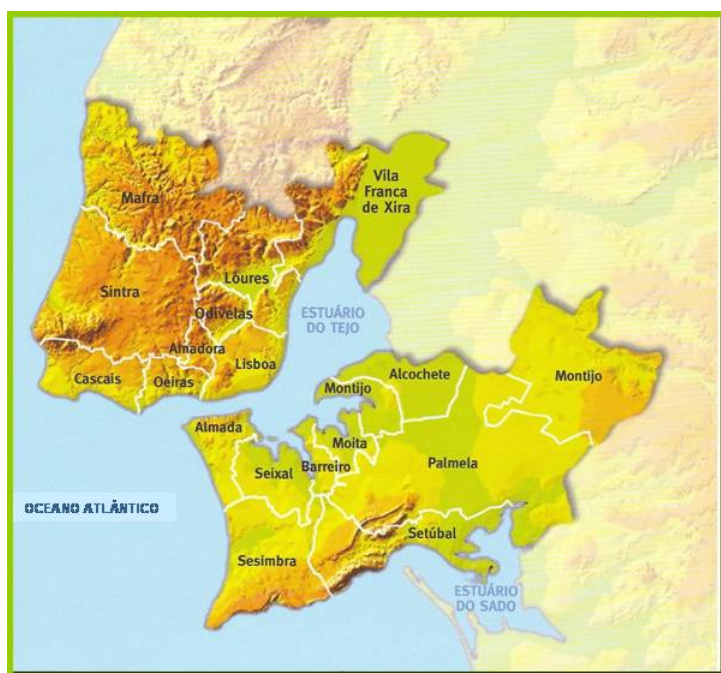 Vila
Franca
de Xira
Mafra
Loures
Sintra
Odivelas
ESTUÁRIO
DO TEJO
Amadora
Lisboa
Cascais
Oeiras
Alcochete
Montijo
Montijo
Almada
Moita
Barreiro
Seixal
Palmela
OCEANO ATLÂNTICO
Setúbal
Sesimbra
ESTUÁRIO
DO SADO